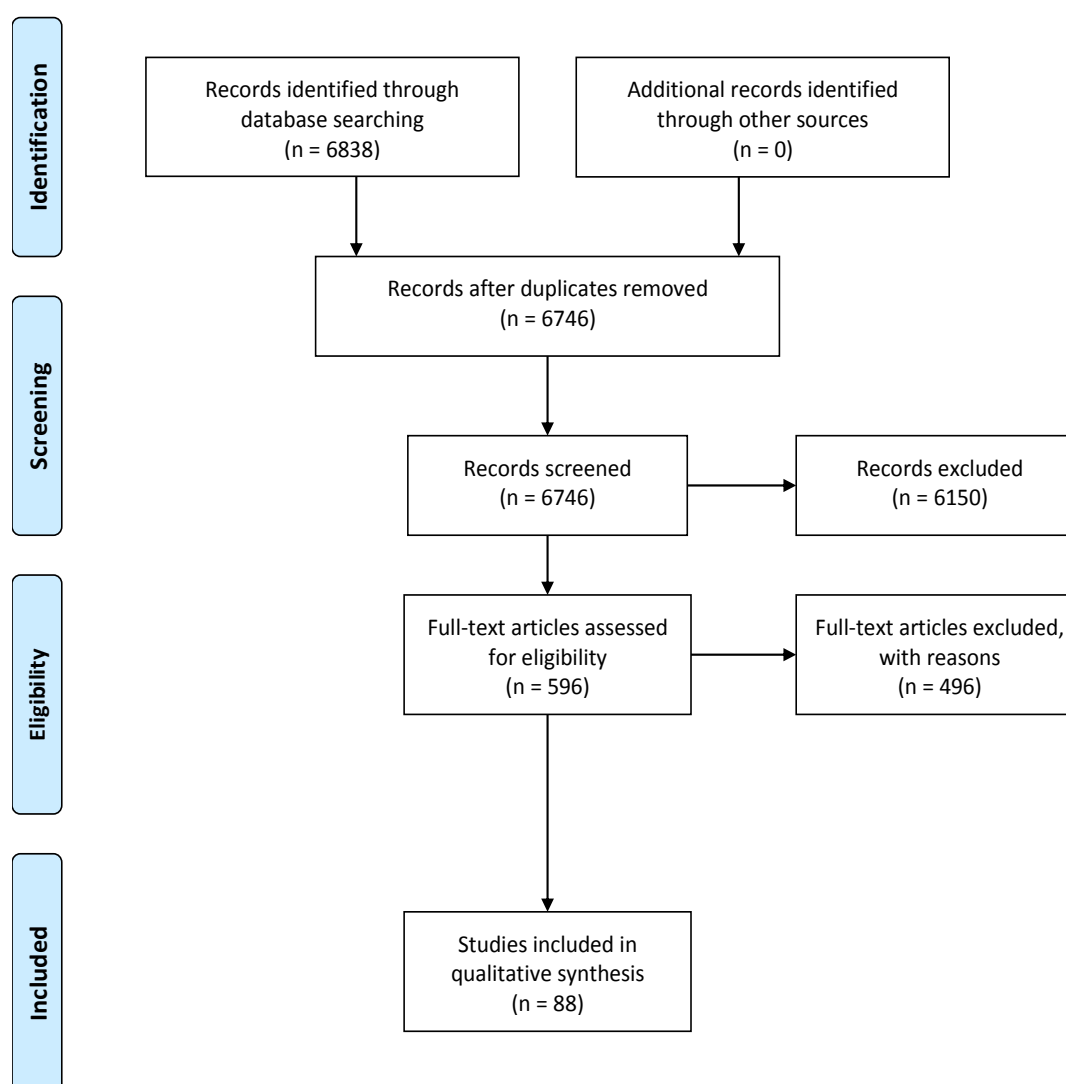 Identification
Records identified through
database searching
(n = 6838)
Additional records identified
through other sources
(n = 0)
Records after duplicates removed
(n = 6746)
Screening
Records screened
(n = 6746)
Records excluded
(n = 6150)
Eligibility
Full-text articles assessed
for eligibility
(n = 596)
Full-text articles excluded,
with reasons
(n = 496)
Included
Studies included in
qualitative synthesis
(n = 88)